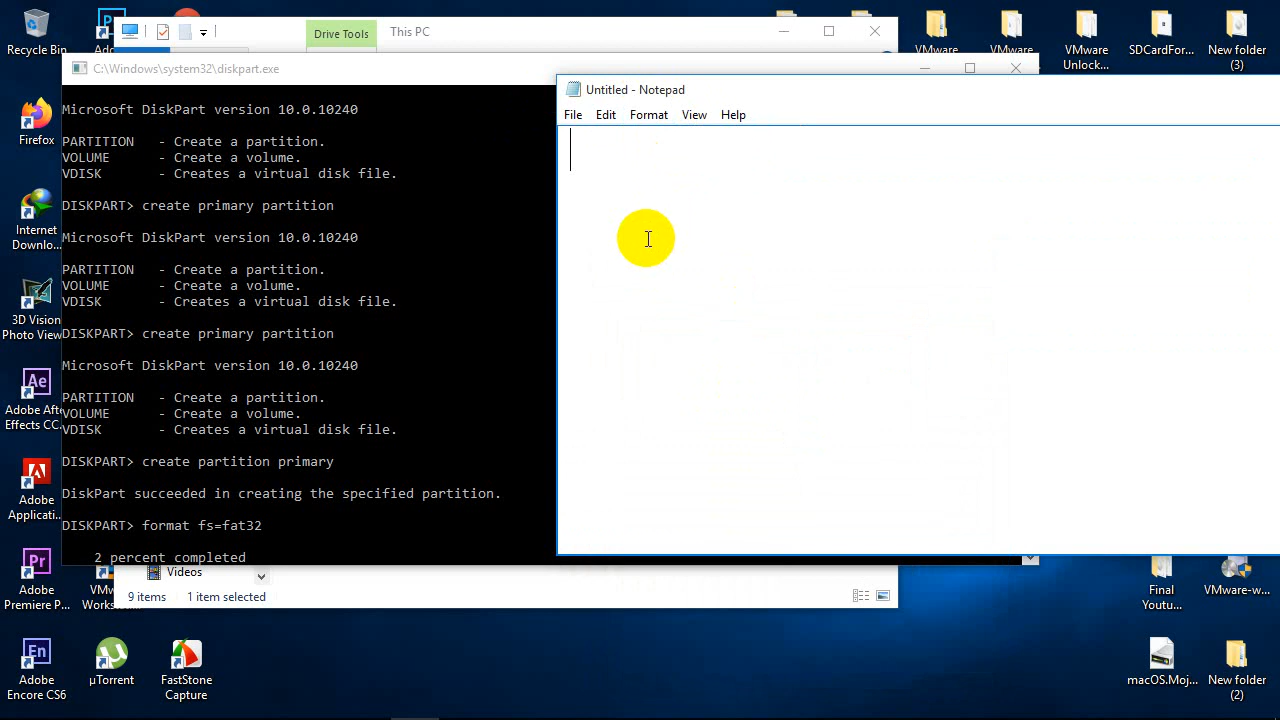 Drive Tools
This PC
C:\Windows\system32\diskpart.exe
Microsoft DiskPart version 10.0.10240
PARTITION - Create a partition.
VOLUME - Create a volume.
VDISK - Creates a virtual disk file.
DISKPART> create primary partition
Microsoft DiskPart version 10.0.10240
PARTITION - Create a partition.
VOLUME - Create a volume.
VDISK - Creates a virtual disk file.
DISKPART> create primary partition
Microsoft DiskPart version 10.0.10240
PARTITION - Create a partition.
VOLUME - Create a volume.
VDISK - Creates a virtual disk file.
DISKPART> create partition primary
DiskPart succeeded in creating the specified partition.
DISKPART> format fs=fat32
2 percent completed
Untitled - Notepad
File Edit Format View Help
Videos
9 items 1 item selected
Recycle Bin
Firefox
Internet
Downlo...
3D Vision
Photo View
Adobe Aft
Effects CC.
Adobe
Applicati.
Adobe
Premiere P...
Adobe
Encore CS6
µTorrent
FastStone
Capture
VMware
VMware
VMware
Unlock...
SDCardFor...
New folder
(3)
Final
Youtu...
VMware-w...
macOS.Moj...
New folder
(2)